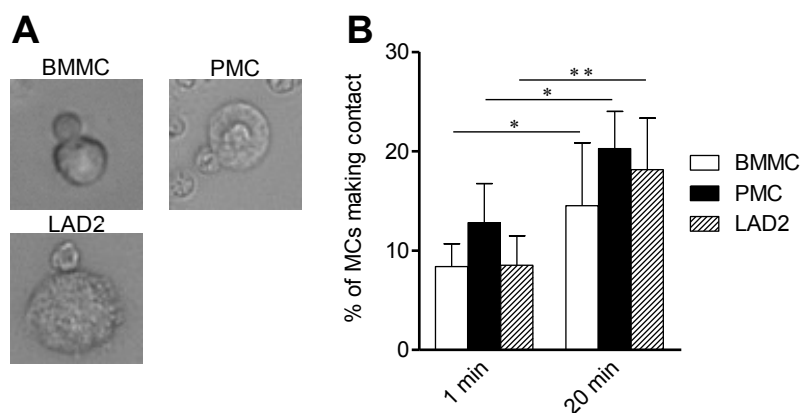 A
BMMC
PMC
LAD2
B
% of MCs making contact
30
20
10
0
* *
*
*
1 min
20 min
BMMC
PMC
LAD2